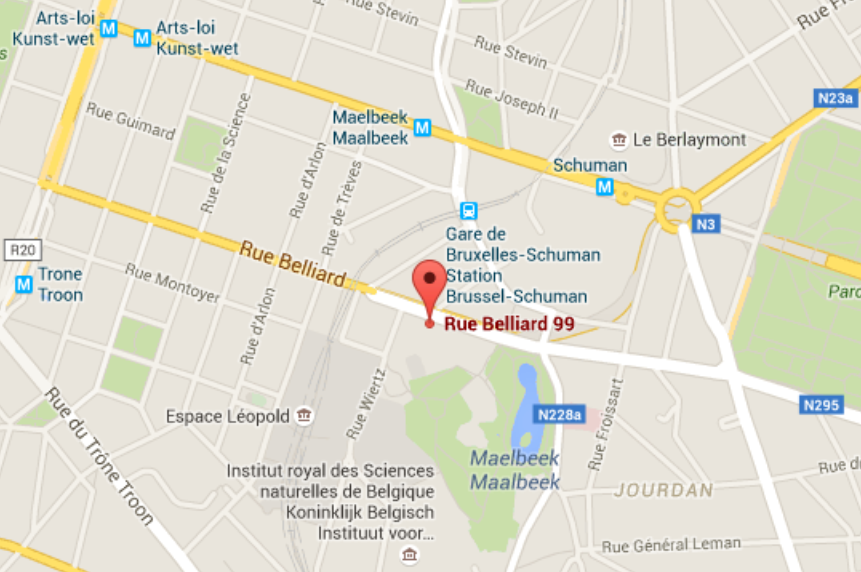 Arts-loi
Kunst-wet
Arts-loi
Kunst-wet
Rue Stevin
Rue Stevin
N23a
Rue Joseph II
Rue Guimard
Maelbeek
Maalbeek
Le Berlaymont
Rue de la Science
Rue d'Arlon
Rue de Trèves
Schuman
N3
R20
Trone
Troon
Rue Belliard
Gare de
Bruxelles-Schuman
Station
Brussel-Schuman
Rue Montoyer
Rue d'Arlon
Parc
Rue Belliard 99
Rue Wiertz
Espace Léopold
N228a
N295
Rue Froissart
Rue du Trône Troon
Maelbeek
Maalbeek
Institut royal des Sciences
naturelles de Belgique
Koninklijk Belgisch
Instituut voor...
JOURDAN
Rue Général Leman